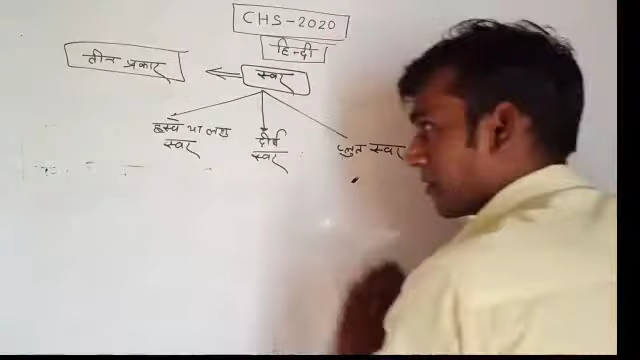 CHS-2020
हिन्दी
तीन प्रकार
स्वर
ह्रस्व या लघु
स्वर
दीर्घ
स्वर
प्लुत स्वर